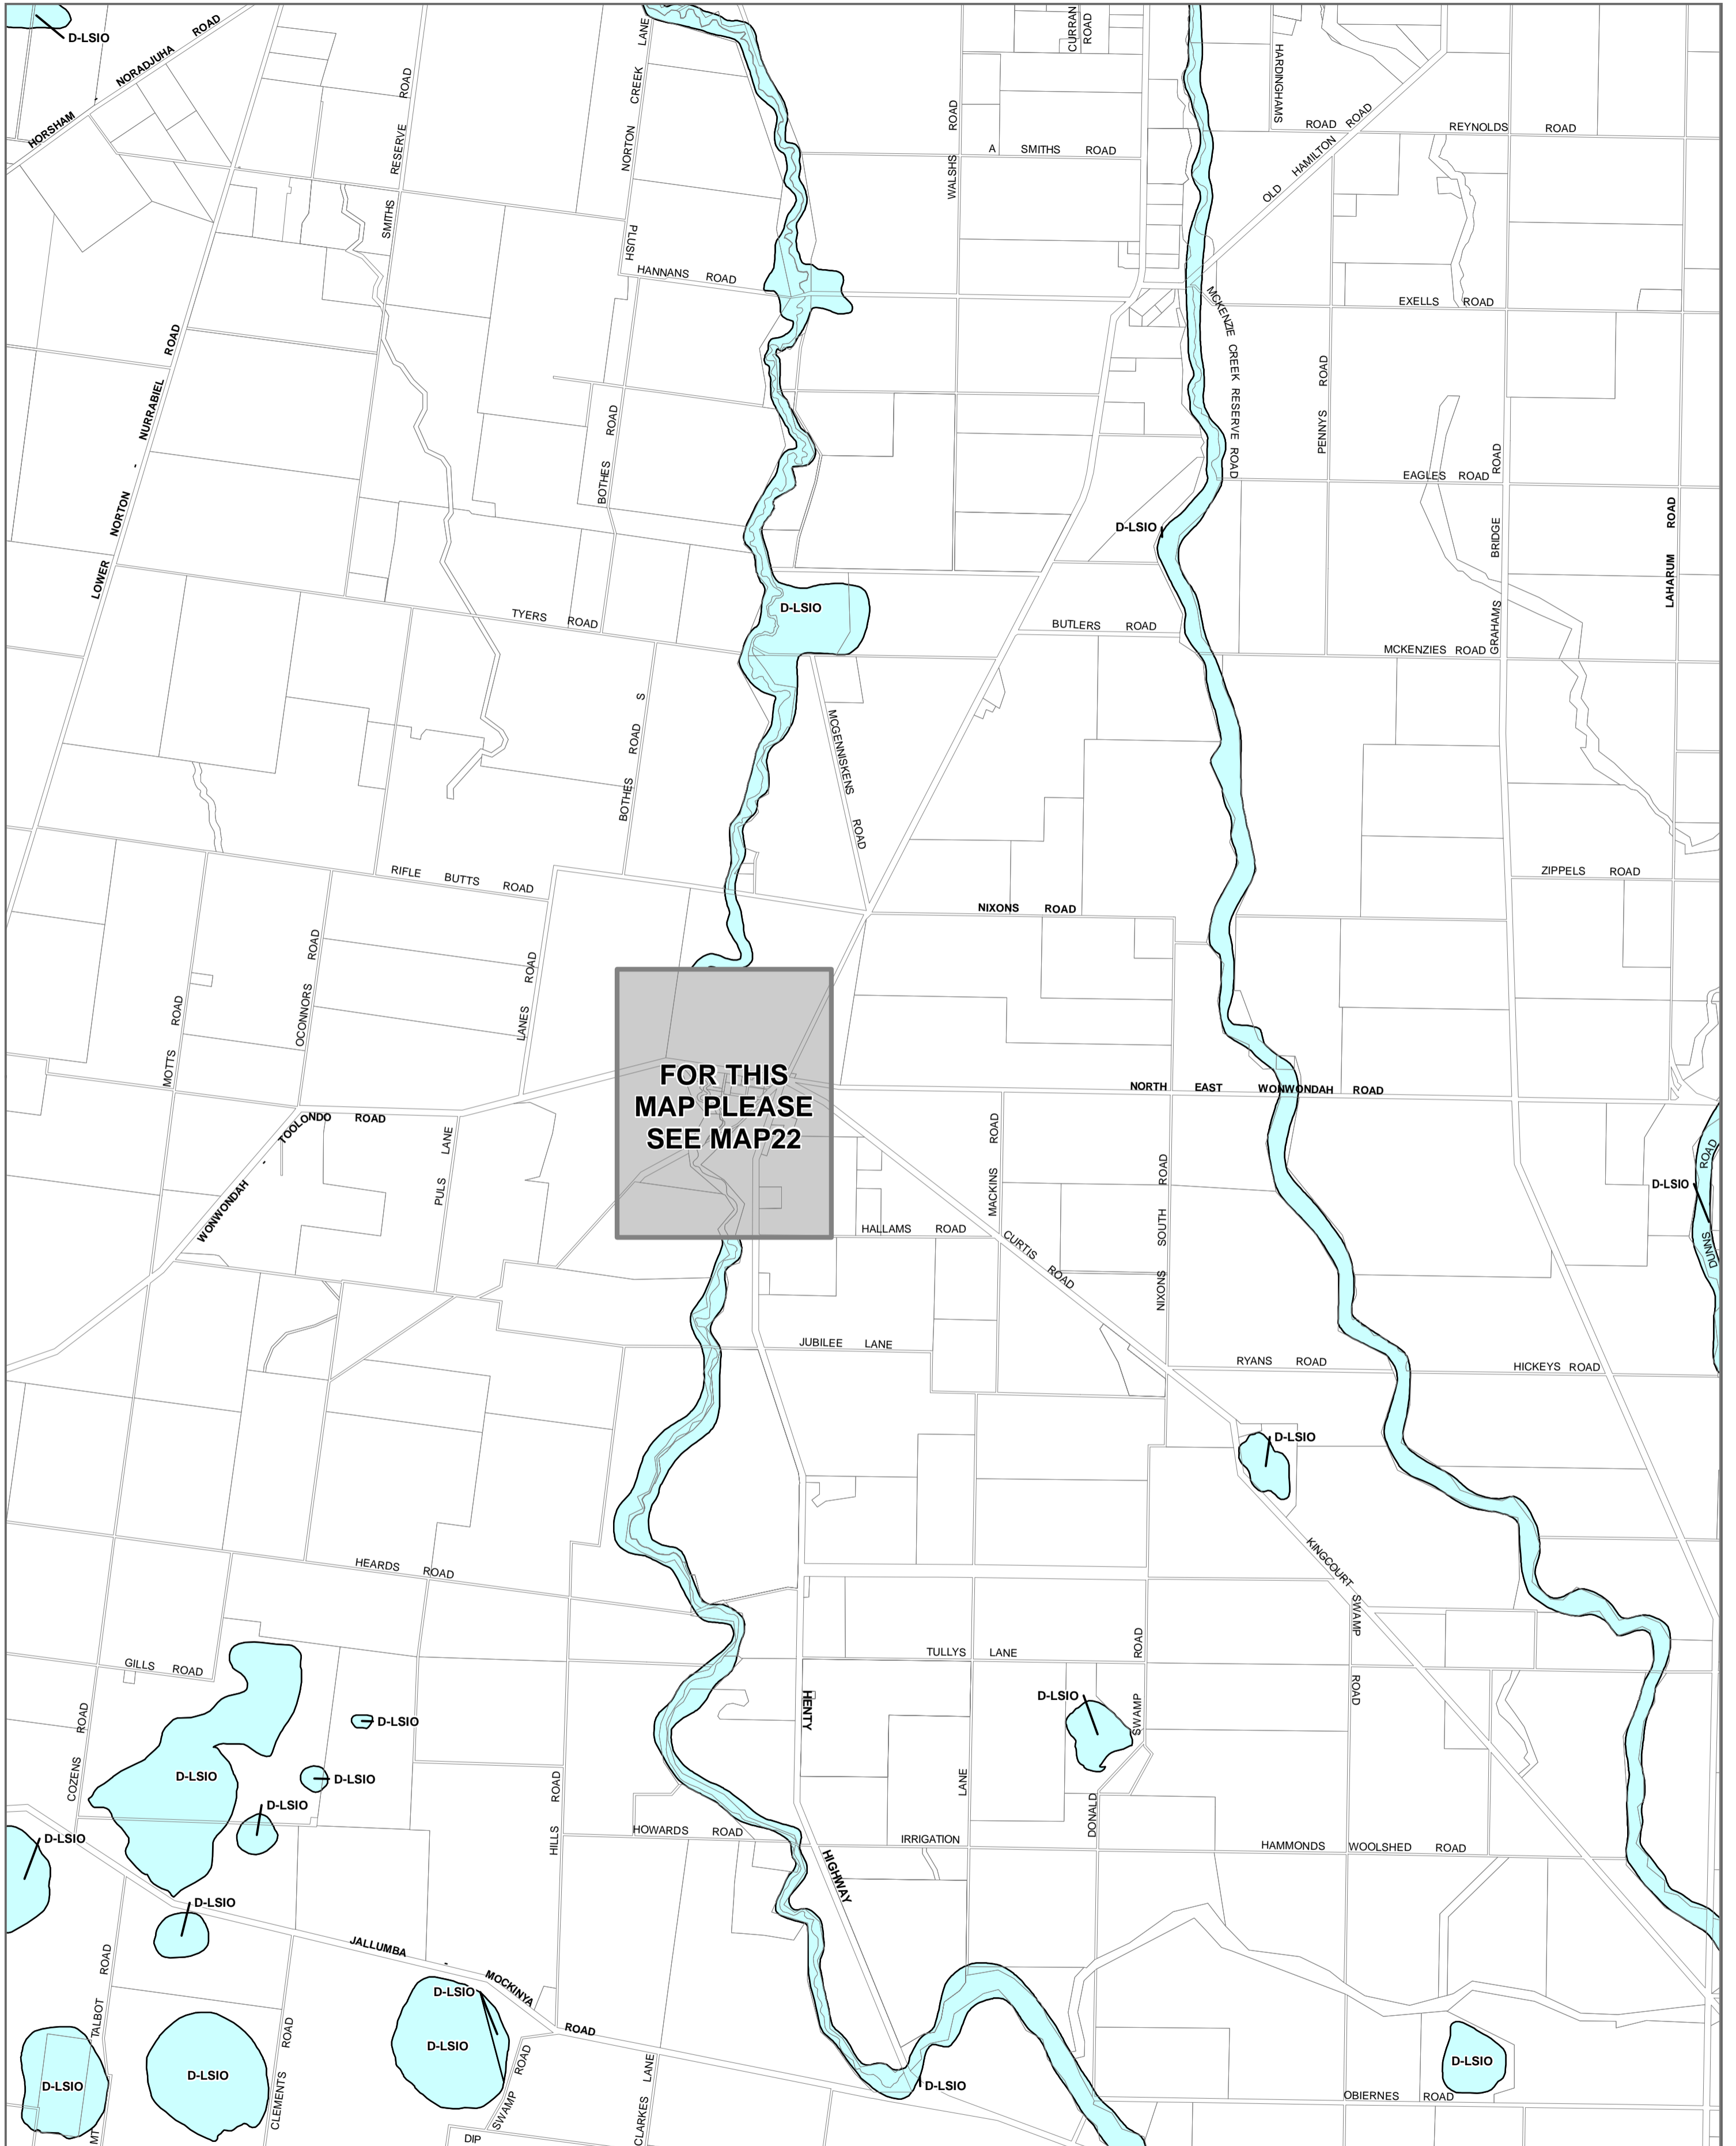 D-LSIO
HORSHAM - NORADJUHA ROAD
SMITHS RESERVE ROAD
PLUSH NORTON CREEK LANE
HANNANS ROAD
WALSHS ROAD
A SMITHS ROAD
CURRAN
ROAD
HARDINGHAMS
ROAD
OLD HAMILTON ROAD
REYNOLDS ROAD
EXELLS ROAD
MCKENZIE CREEK RESERVE ROAD
PENNYS ROAD
EAGLES ROAD
GRAHAMS BRIDGE ROAD
LAHARUM ROAD
LOWER NORTON - NURRABIEL ROAD
BOTHES ROAD
D-LSIO
D-LSIO
TYERS ROAD
BUTLERS ROAD
MCKENZIES ROAD
BOTHES ROAD S
MCGENNISKENS ROAD
RIFLE BUTTS ROAD
ZIPPELS ROAD
NIXONS ROAD
MOTTS ROAD
OCONNORS ROAD
LANES ROAD
FOR THIS
MAP PLEASE
SEE MAP22
NORTH EAST WONWONDAH ROAD
WONWONDAH - TOOLONDO ROAD
PULS LANE
MACKINS ROAD
NIXONS SOUTH ROAD
D-LSIO
DUNNS ROAD
HALLAMS ROAD
CURTIS ROAD
JUBILEE LANE
RYANS ROAD
HICKEYS ROAD
D-LSIO
HEARDS ROAD
KINGCOURT SWAMP ROAD
GILLS ROAD
TULLYS LANE
COZENS ROAD
D-LSIO
D-LSIO
D-LSIO
D-LSIO
D-LSIO
D-LSIO
HENTY HIGHWAY
D-LSIO
DONALD SWAMP ROAD
HILLS ROAD
HOWARDS ROAD
IRRIGATION LANE
HAMMONDS WOOLSHED ROAD
D-LSIO
JALLUMBA - MOCKINYA ROAD
MT TALBOT ROAD
CLEMENTS ROAD
D-LSIO
D-LSIO
D-LSIO
D-LSIO
D-LSIO
D-LSIO
DIP SWAMP ROAD
CLARKES LANE
OBIERNES ROAD